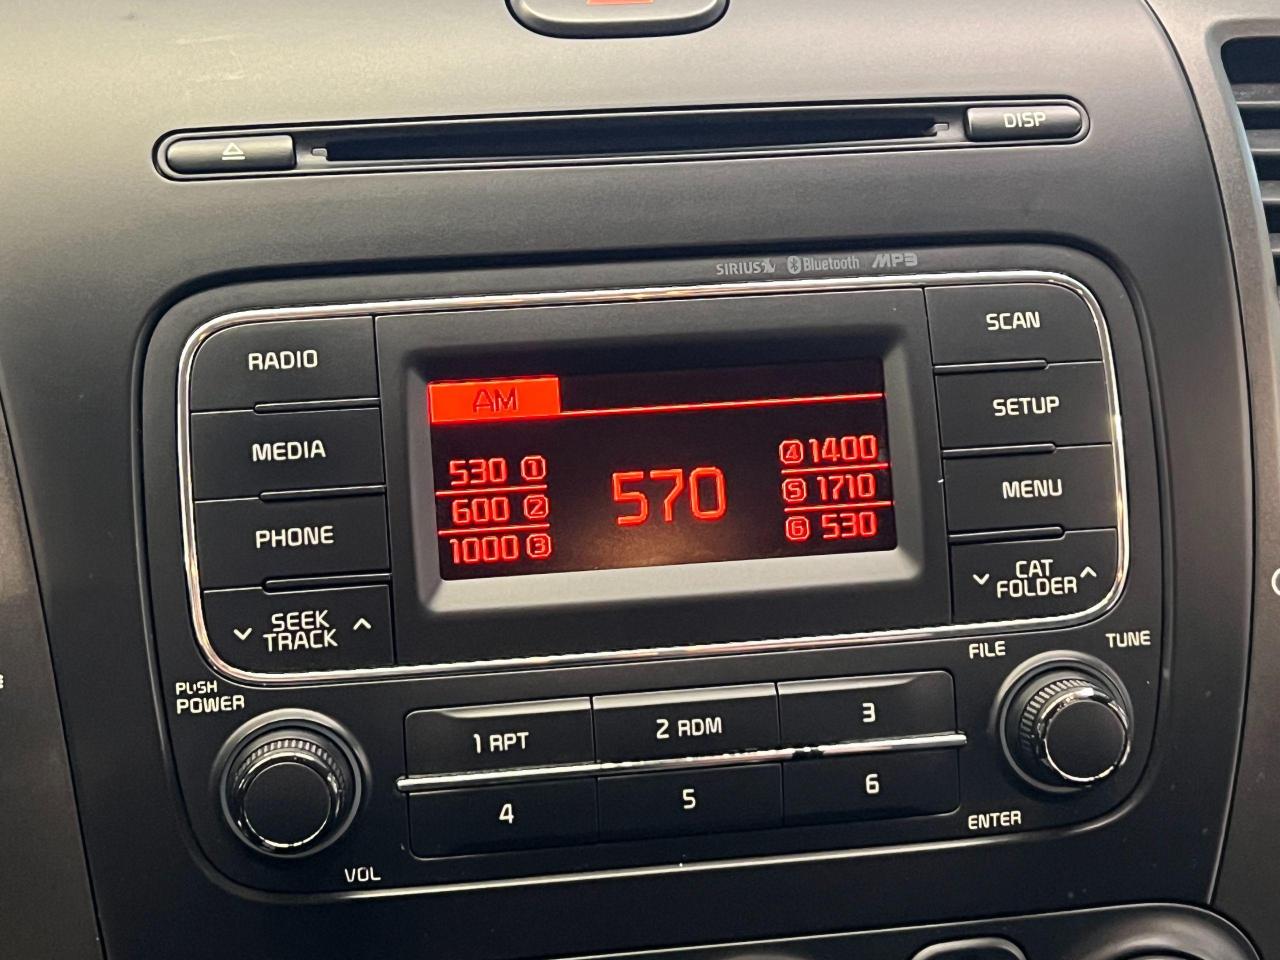 DISP
SIRIUS Bluetooth MP3
RADIO
MEDIA
PHONE
SEEK
TRACK
AM
530 1
600 2
1000 3
570
4 1400
5 1710
6 530
SCAN
SETUP
MENU
CAT
FOLDER
PUSH
POWER
VOL
1 RPT
2 RDM
3
4
5
6
FILE
TUNE
ENTER